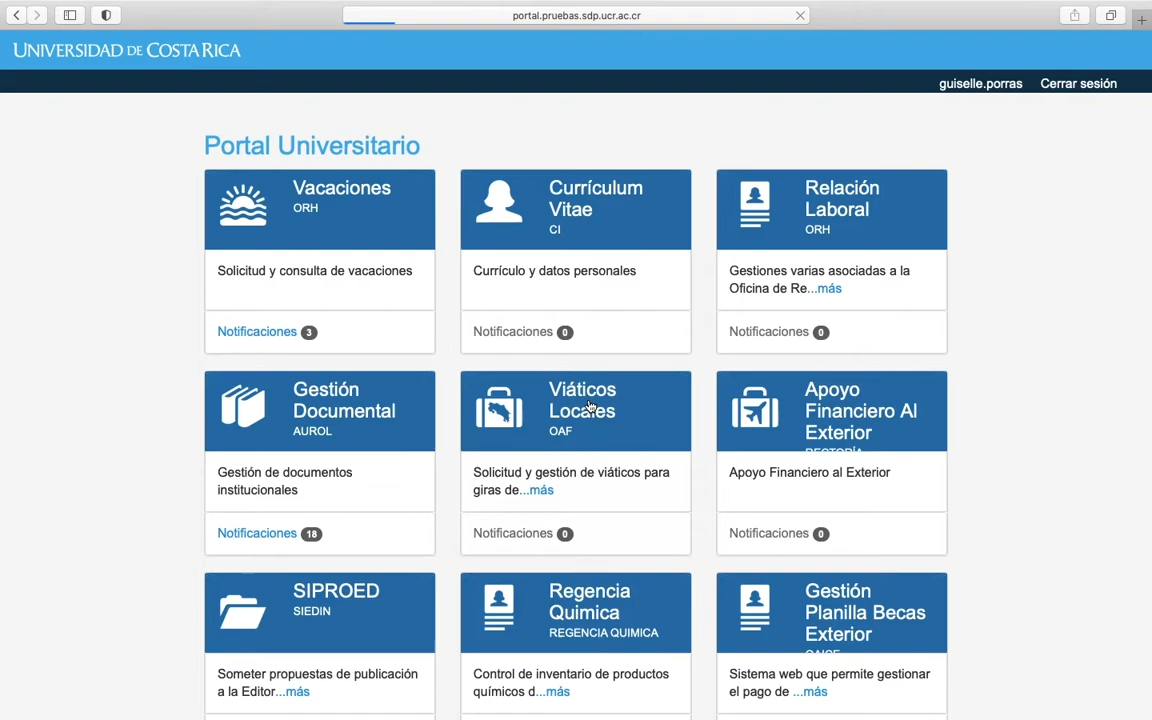 portal.pruebas.sdp.ucr.ac.cr
UNIVERSIDAD DE COSTA RICA
guiselle.porras Cerrar sesión
Portal Universitario
Vacaciones
ORH
Solicitud y consulta de vacaciones
Notificaciones 3
Currículum
Vitae
CI
Currículo y datos personales
Notificaciones 0
Relación
Laboral
ORH
Gestiones varias asociadas a la
Oficina de Re...más
Notificaciones 0
Gestión
Documental
AUROL
Gestión de documentos
institucionales
Notificaciones 18
Viáticos
Locales
OAF
Solicitud y gestión de viáticos para
giras de...más
Notificaciones 0
Apoyo
Financiero Al
Exterior
RECTORÍA
Apoyo Financiero al Exterior
Notificaciones 0
SIPROED
SIEDIN
Someter propuestas de publicación
a la Editor...más
Regencia
Quimica
REGENCIA QUIMICA
Control de inventario de productos
químicos d...más
Gestión
Planilla Becas
Exterior
Sistema web que permite gestionar
el pago de ...más